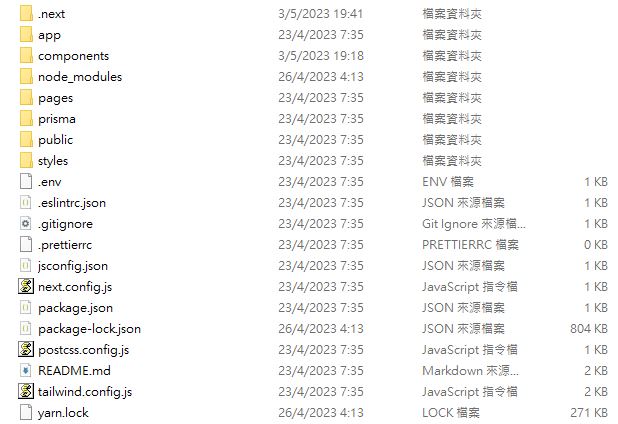 .next 3/5/2023 19:41 檔案資料夾
app 23/4/2023 7:35 檔案資料夾
components 3/5/2023 19:18 檔案資料夾
node_modules 26/4/2023 4:13 檔案資料夾
pages 23/4/2023 7:35 檔案資料夾
prisma 23/4/2023 7:35 檔案資料夾
public 23/4/2023 7:35 檔案資料夾
styles 23/4/2023 7:35 檔案資料夾
.env 23/4/2023 7:35 ENV 檔案 1 KB
.eslintrc.json 23/4/2023 7:35 JSON 來源檔案 1 KB
.gitignore 23/4/2023 7:35 Git Ignore 來源檔... 1 KB
.prettierrc 23/4/2023 7:35 PRETTIERRC 檔案 0 KB
jsconfig.json 23/4/2023 7:35 JSON 來源檔案 1 KB
next.config.js 23/4/2023 7:35 JavaScript 指令檔 1 KB
package.json 23/4/2023 7:35 JSON 來源檔案 1 KB
package-lock.json 26/4/2023 4:13 JSON 來源檔案 804 KB
postcss.config.js 23/4/2023 7:35 JavaScript 指令檔 1 KB
README.md 23/4/2023 7:35 Markdown 來源... 2 KB
tailwind.config.js 23/4/2023 7:35 JavaScript 指令檔 2 KB
yarn.lock 26/4/2023 4:13 LOCK 檔案 271 KB